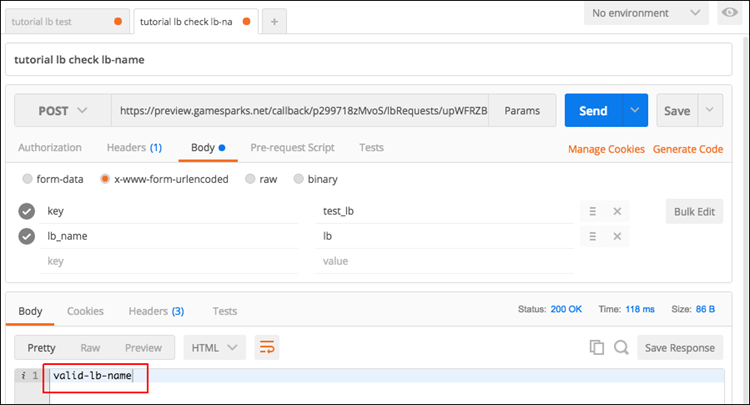 tutorial lb test
tutorial lb check lb-na
+
No environment
tutorial lb check lb-name
POST
https://preview.gamesparks.net/callback/p299718zMvoS/lbRequests/upWFRZB
Params
Send
Save
Authorization
Headers (1)
Body
Pre-request Script
Tests
Manage Cookies
Generate Code
form-data
x-www-form-urlencoded
raw
binary
key
test_lb
Bulk Edit
lb_name
lb
key
value
Body
Cookies
Headers (3)
Tests
Status: 200 OK
Time: 118 ms
Size: 86 B
Pretty
Raw
Preview
HTML
Save Response
i 1
valid-lb-name